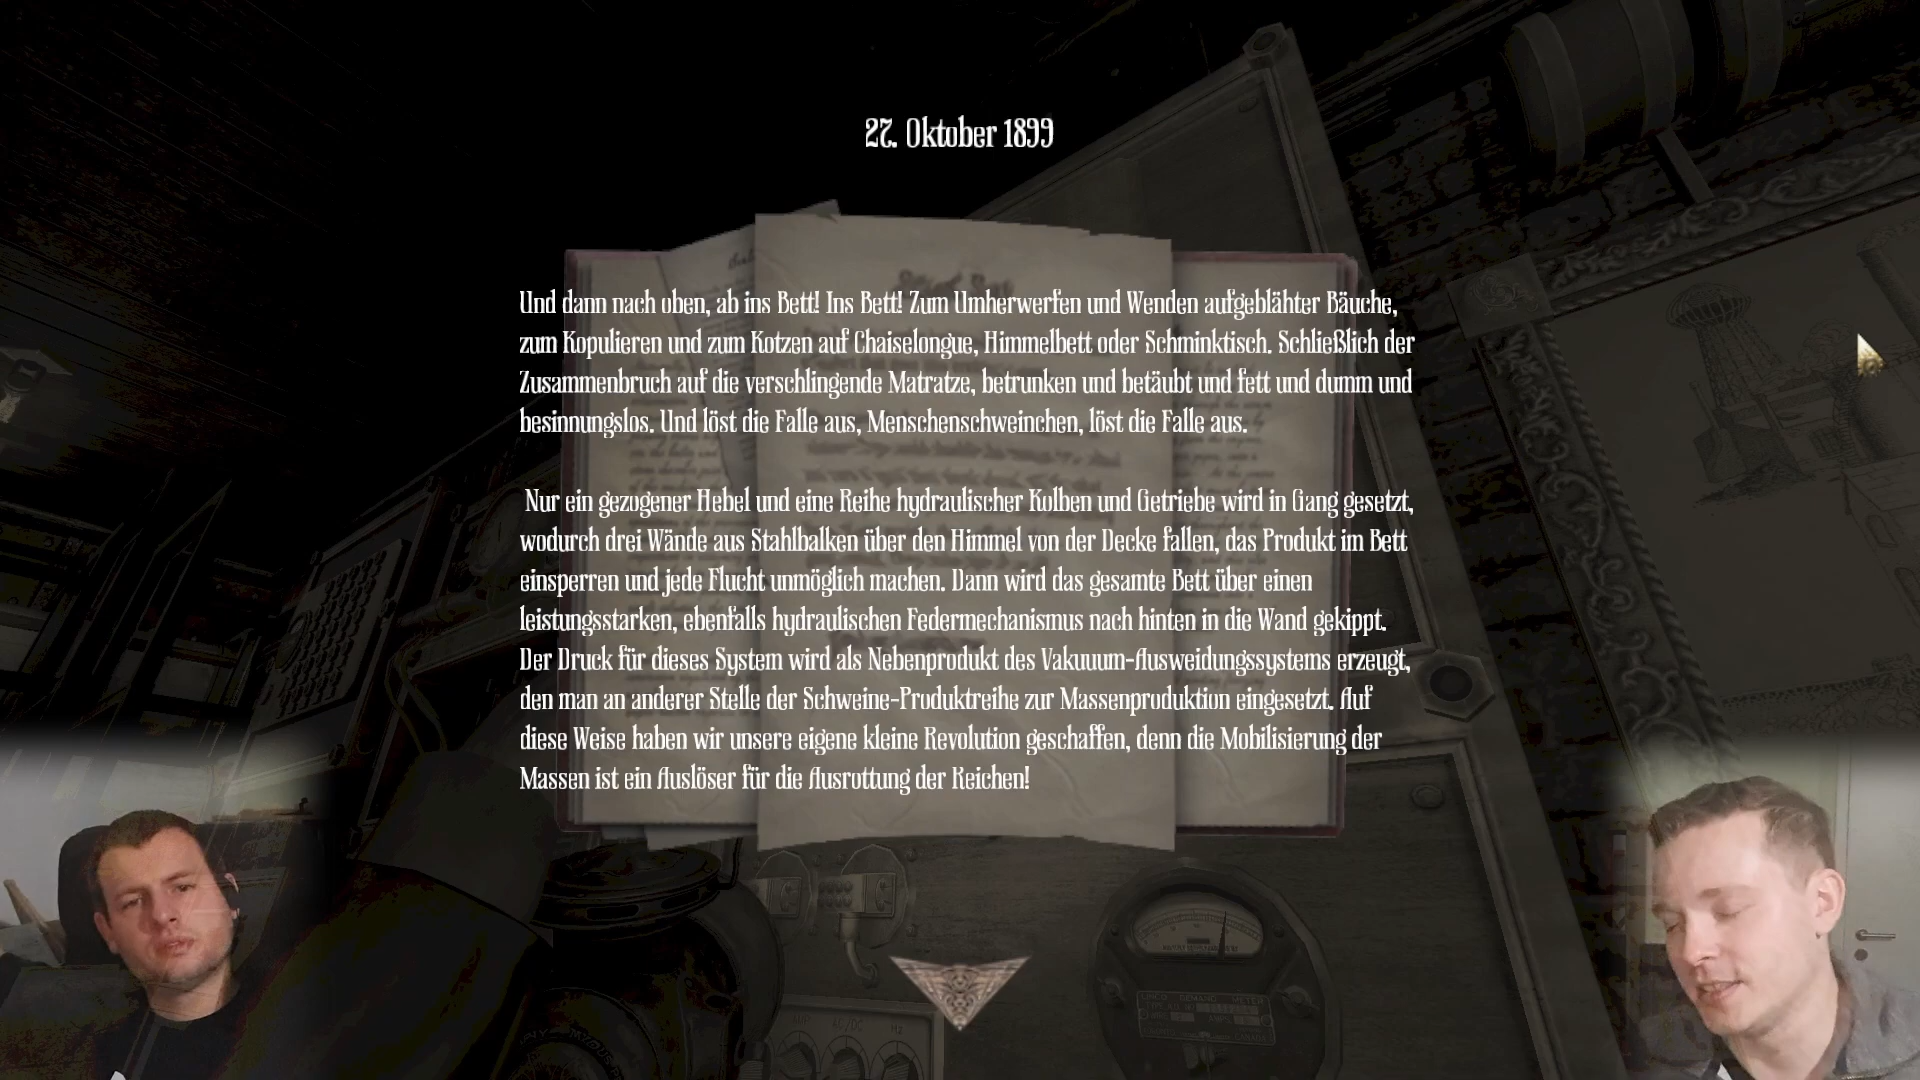 27. Oktober 1899
Und dann nach oben, ab ins Bett! Ins Bett! Zum Umherwerfen und Wenden aufgeblähter Bäuche,
zum Kopulieren und zum Kotzen auf Chaiselongue, Himmelbett oder Schminktisch. Schließlich der
Zusammenbruch auf die verschlingende Matratze, betrunken und betäubt und fett und dumm und
besinnungslos. Und löst die Falle aus, Menschenschweinchen, löst die Falle aus.
Nur ein gezogener Hebel und eine Reihe hydraulischer Kolben und Getriebe wird in Gang gesetzt,
wodurch drei Wände aus Stahlbalken über den Himmel von der Decke fallen, das Produkt im Bett
einsperren und jede Flucht unmöglich machen. Dann wird das gesamte Bett über einen
leistungsstarken, ebenfalls hydraulischen Federmechanismus nach hinten in die Wand gekippt.
Der Druck für dieses System wird als Nebenprodukt des Vakuum-Ausweidungssystems erzeugt,
den man an anderer Stelle der Schweine-Produktreihe zur Massenproduktion eingesetzt. Auf
diese Weise haben wir unsere eigene kleine Revolution geschaffen, denn die Mobilisierung der
Massen ist ein Auslöser für die Ausrottung der Reichen!